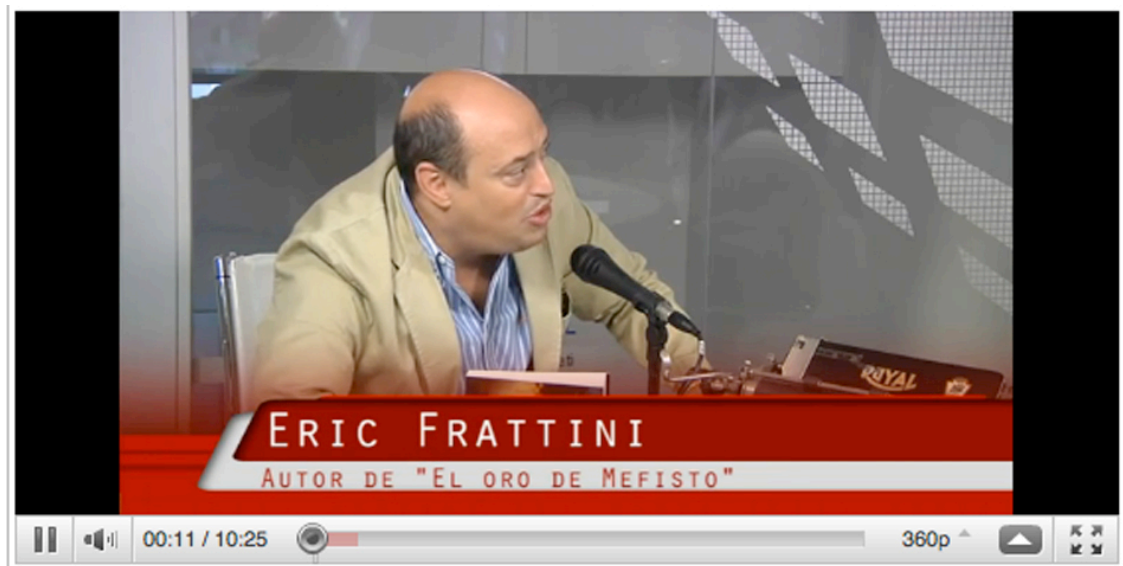 ROYAL
ERIC FRATTINI
AUTOR DE "EL ORO DE MEFISTO"
00:11 / 10:25
360p